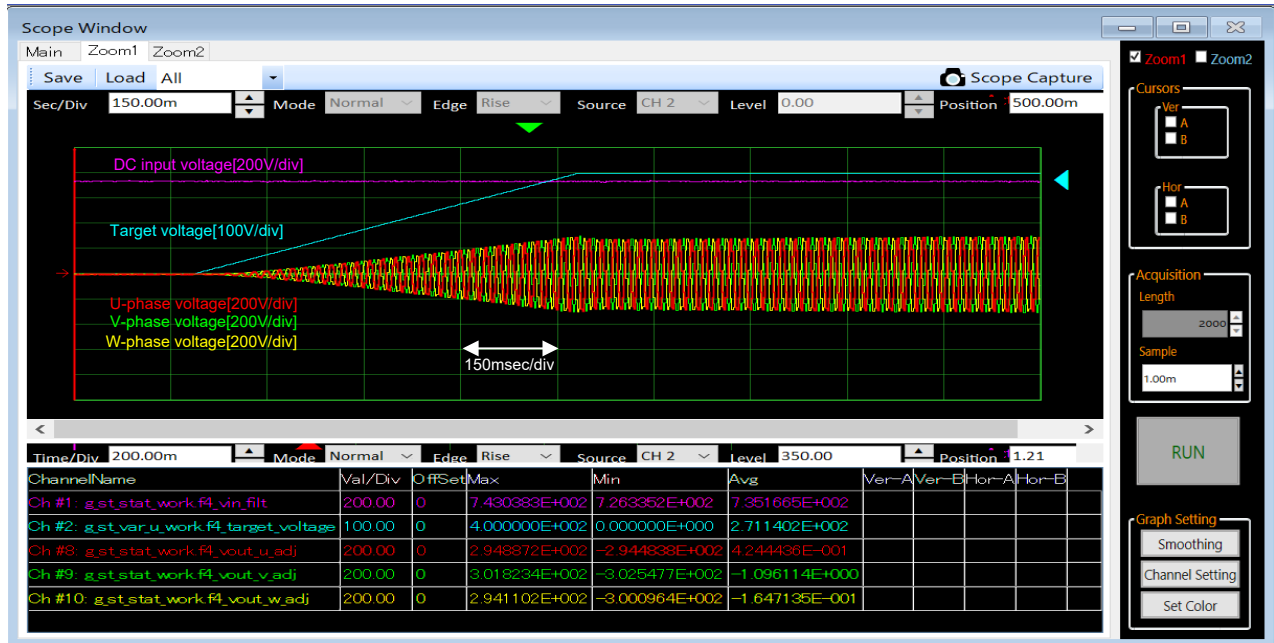 Scope Window
Main Zoom1 Zoom2
Save Load All Scope Capture
Sec/Div 150.00m Mode Normal Edge Rise Source CH 2 Level 0.00 Position 500.00m
DC input voltage[200V/div]
Target voltage[100V/div]
U-phase voltage[200V/div]
V-phase voltage[200V/div]
W-phase voltage[200V/div]
150msec/div
Time/Div 200.00m Mode Normal Edge Rise Source CH 2 Level 350.00 Position 1.21
ChannelName Val/Div OffSet Max Min Avg Ver-A Ver-B Hor-A Hor-B
Ch #1: g_st_stat_work.f4_vin_filt 200.00 0 7.430383E+002 7.263352E+002 7.351665E+002
Ch #2: g_st_var_u_work.f4_target_voltage 100.00 0 4.000000E+002 0.000000E+000 2.711402E+002
Ch #8: g_st_stat_work.f4_vout_u_adj 200.00 0 2.948872E+002 -2.944838E+002 4.244436E-001
Ch #9: g_st_stat_work.f4_vout_v_adj 200.00 0 3.018234E+002 -3.025477E+002 -1.096114E+000
Ch #10: g_st_stat_work.f4_vout_w_adj 200.00 0 2.941102E+002 -3.000964E+002 -1.647135E-001
Zoom1 Zoom2
Cursors
Ver
A
B
Hor
A
B
Acquisition
Length
2000
Sample
1.00m
RUN
Graph Setting
Smoothing
Channel Setting
Set Color